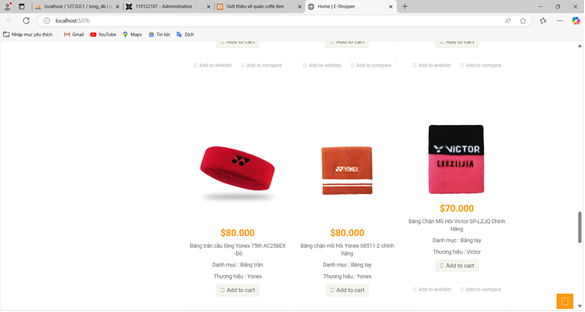 localhost / 127.0.0.1 / tong_db | p
110122187 - Administration
Giới thiệu về quán coffe Ken
Home | E-Shopper
localhost:5276
Nhập mục yêu thích
Gmail
YouTube
Maps
Tin tức
Dịch
Add to cart
Add to cart
Add to cart
Add to wishlist
Add to compare
Add to wishlist
Add to compare
Add to wishlist
Add to compare
YONEX
VICTOR
LEEZIIJIA
$80.000
Băng trán cầu lông Yonex 75th AC258EX
- Đỏ
Danh mục : Băng trán
Thương hiệu : Yonex
Add to cart
$80.000
Băng chặn mồ hôi Yonex 08511-2 chính
hãng
Danh mục : Băng tay
Thương hiệu : Yonex
Add to cart
$70.000
Băng Chặn Mồ Hôi Victor SP-LZJQ Chính
Hãng
Danh mục : Băng tay
Thương hiệu : Victor
Add to cart
Add to wishlist
Add to compare